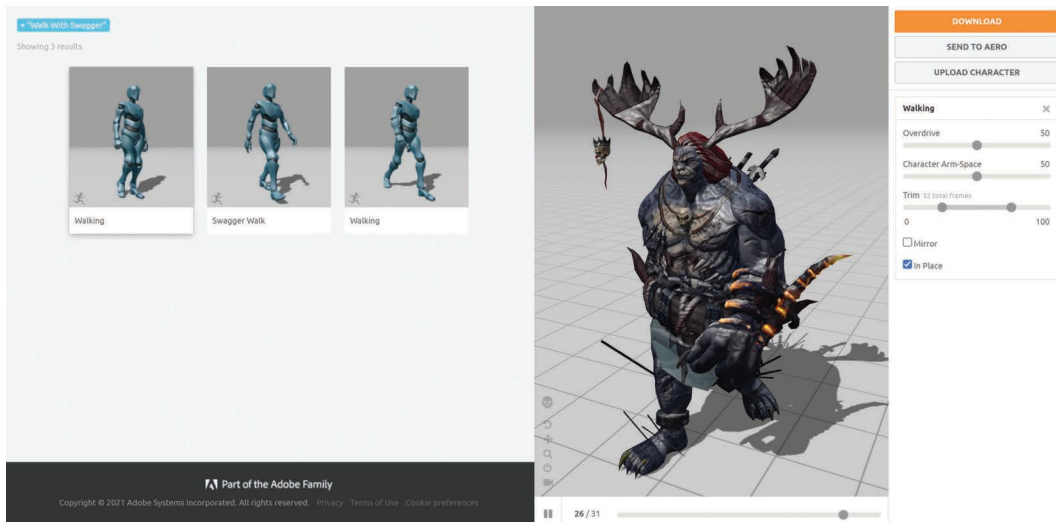 × "Walk With Swagger"
Showing 3 results
Walking
Swagger Walk
Walking
Part of the Adobe Family
Copyright © 2021 Adobe Systems Incorporated. All rights reserved. Privacy Terms of Use Cookie preferences
26 / 31
DOWNLOAD
SEND TO AERO
UPLOAD CHARACTER
Walking ×
Overdrive 50
Character Arm-Space 50
Trim 32 total frames
0 100
Mirror
In Place